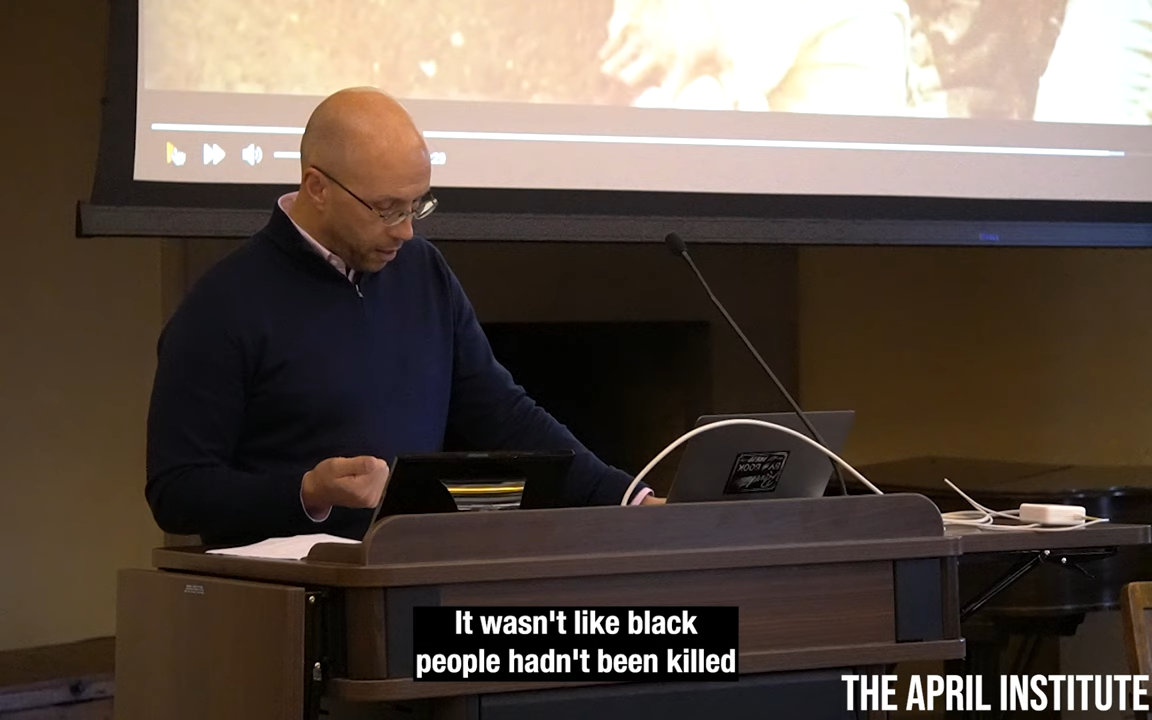 It wasn't like black
people hadn't been killed
THE APRIL INSTITUTE